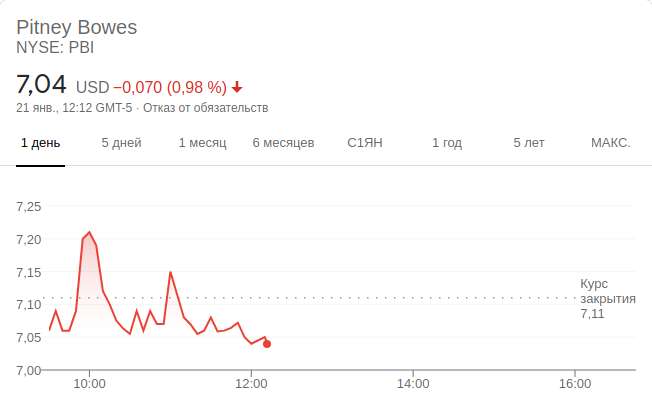 Pitney Bowes
NYSE: PBI
7,04 USD −0,070 (0,98 %)
21 янв., 12:12 GMT-5 · Отказ от обязательств
1 день 5 дней 1 месяц 6 месяцев С1ЯН 1 год 5 лет МАКС.
7,25
7,20
7,15
7,10
7,05
7,00
Курс
закрытия
7,11
10:00 12:00 14:00 16:00